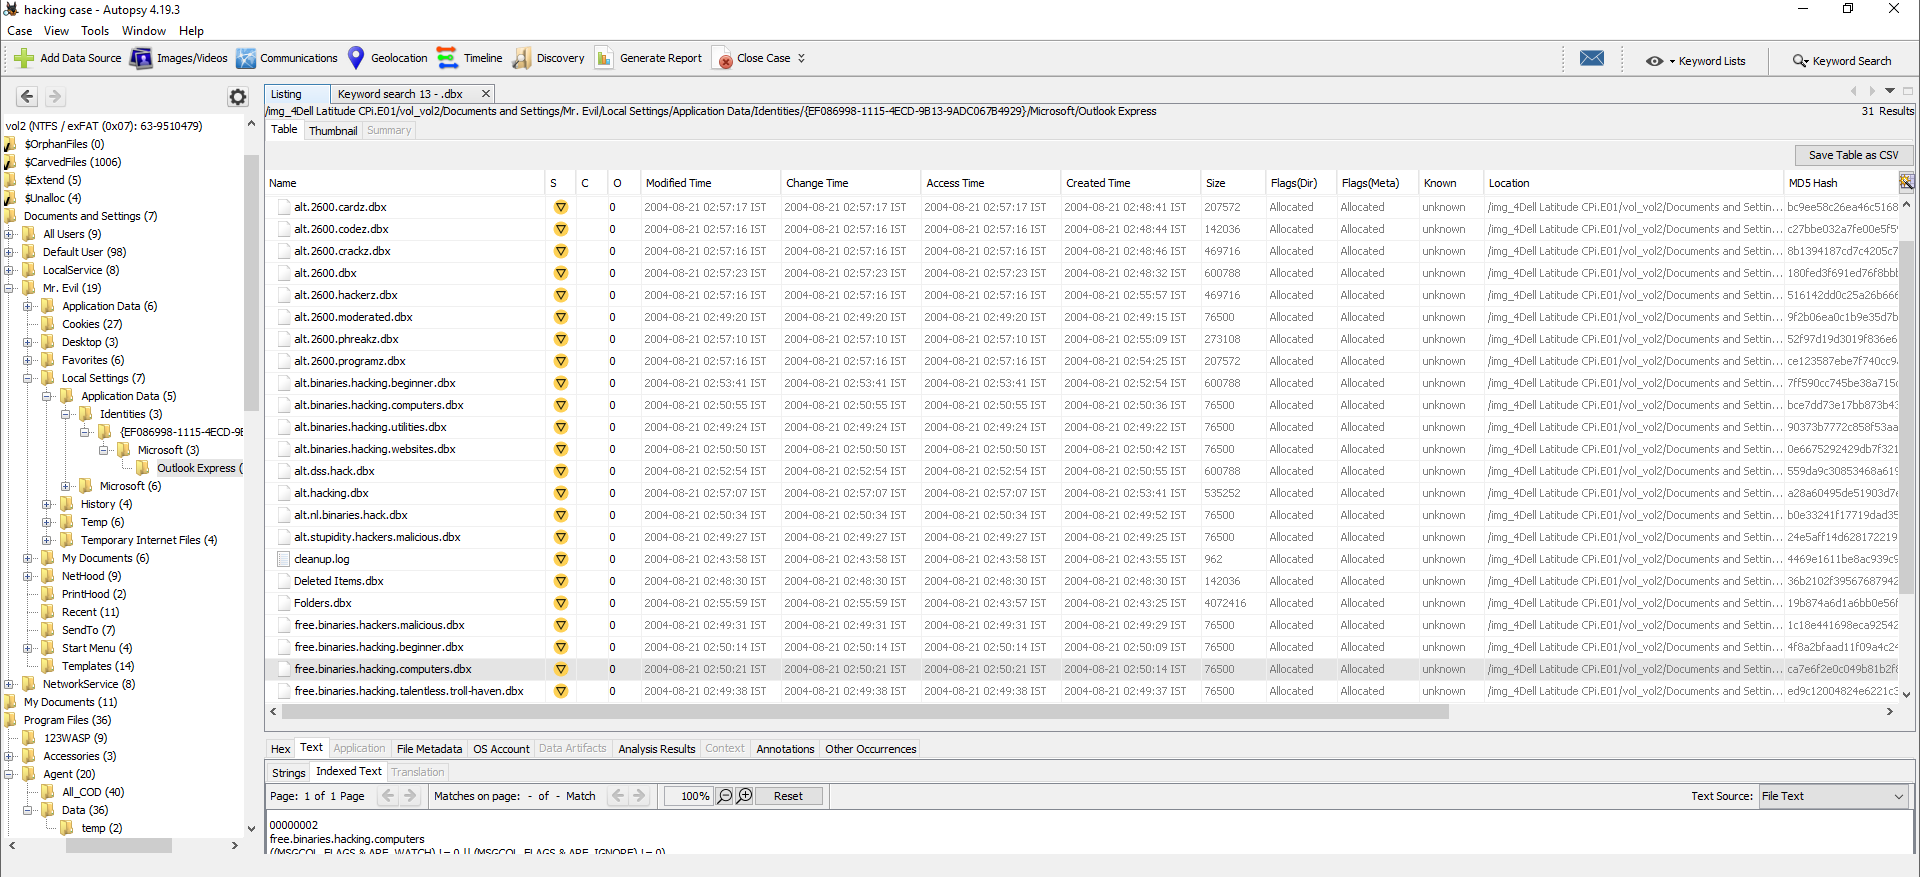 hacking case - Autopsy 4.19.3
Case View Tools Window Help
Add Data Source Images/Videos Communications Geolocation Timeline Discovery Generate Report Close Case Keyword Lists Keyword Search
Listing Keyword search 13 - .dbx
/img_4Dell Latitude CPi.E01/vol_vol2/Documents and Settings/Mr. Evil/Local Settings/Application Data/Identities/{EF086998-1115-4ECD-9B13-9ADC067B4929}/Microsoft/Outlook Express 31 Results
Table Thumbnail Summary
Save Table as CSV
vol2 (NTFS / exFAT (0x07): 63-9510479)
$OrphanFiles (0)
$CarvedFiles (1006)
$Extend (5)
$Unalloc (4)
Documents and Settings (7)
All Users (9)
Default User (98)
LocalService (8)
Mr. Evil (19)
Application Data (6)
Cookies (27)
Desktop (3)
Favorites (6)
Local Settings (7)
Application Data (5)
Identities (3)
{EF086998-1115-4ECD-9E
Microsoft (3)
Outlook Express (
Microsoft (6)
History (4)
Temp (6)
Temporary Internet Files (4)
My Documents (6)
NetHood (9)
PrintHood (2)
Recent (11)
SendTo (7)
Start Menu (4)
Templates (14)
NetworkService (8)
My Documents (11)
Program Files (36)
123WASP (9)
Accessories (3)
Agent (20)
All_COD (40)
Data (36)
temp (2)
Name S C O Modified Time Change Time Access Time Created Time Size Flags(Dir) Flags(Meta) Known Location MD5 Hash
alt.2600.cardz.dbx 0 2004-08-21 02:57:17 IST 2004-08-21 02:57:17 IST 2004-08-21 02:57:17 IST 2004-08-21 02:48:41 IST 207572 Allocated Allocated unknown /img_4Dell Latitude CPi.E01/vol_vol2/Documents and Settin... bc9ee58c26ea46c5168
alt.2600.codez.dbx 0 2004-08-21 02:57:16 IST 2004-08-21 02:57:16 IST 2004-08-21 02:57:16 IST 2004-08-21 02:48:44 IST 142036 Allocated Allocated unknown /img_4Dell Latitude CPi.E01/vol_vol2/Documents and Settin... c27bbe032a7fe00e5f59
alt.2600.crackz.dbx 0 2004-08-21 02:57:16 IST 2004-08-21 02:57:16 IST 2004-08-21 02:57:16 IST 2004-08-21 02:48:46 IST 469716 Allocated Allocated unknown /img_4Dell Latitude CPi.E01/vol_vol2/Documents and Settin... 8b1394187cd7c4205c7
alt.2600.dbx 0 2004-08-21 02:57:23 IST 2004-08-21 02:57:23 IST 2004-08-21 02:57:23 IST 2004-08-21 02:48:32 IST 600788 Allocated Allocated unknown /img_4Dell Latitude CPi.E01/vol_vol2/Documents and Settin... 180fed3f691ed76f8bbb
alt.2600.hackerz.dbx 0 2004-08-21 02:57:16 IST 2004-08-21 02:57:16 IST 2004-08-21 02:57:16 IST 2004-08-21 02:55:57 IST 469716 Allocated Allocated unknown /img_4Dell Latitude CPi.E01/vol_vol2/Documents and Settin... 516142dd0c25a26b666
alt.2600.moderated.dbx 0 2004-08-21 02:49:20 IST 2004-08-21 02:49:20 IST 2004-08-21 02:49:20 IST 2004-08-21 02:49:15 IST 76500 Allocated Allocated unknown /img_4Dell Latitude CPi.E01/vol_vol2/Documents and Settin... 9f2b06ea0c1b9e35d7b
alt.2600.phreakz.dbx 0 2004-08-21 02:57:10 IST 2004-08-21 02:57:10 IST 2004-08-21 02:57:10 IST 2004-08-21 02:55:09 IST 273108 Allocated Allocated unknown /img_4Dell Latitude CPi.E01/vol_vol2/Documents and Settin... 52f97d19d3019f836e6
alt.2600.programz.dbx 0 2004-08-21 02:57:16 IST 2004-08-21 02:57:16 IST 2004-08-21 02:57:16 IST 2004-08-21 02:54:25 IST 207572 Allocated Allocated unknown /img_4Dell Latitude CPi.E01/vol_vol2/Documents and Settin... ce123587ebe7f740cc9
alt.binaries.hacking.beginner.dbx 0 2004-08-21 02:53:41 IST 2004-08-21 02:53:41 IST 2004-08-21 02:53:41 IST 2004-08-21 02:52:54 IST 600788 Allocated Allocated unknown /img_4Dell Latitude CPi.E01/vol_vol2/Documents and Settin... 7ff590cc745be38a715
alt.binaries.hacking.computers.dbx 0 2004-08-21 02:50:55 IST 2004-08-21 02:50:55 IST 2004-08-21 02:50:55 IST 2004-08-21 02:50:36 IST 76500 Allocated Allocated unknown /img_4Dell Latitude CPi.E01/vol_vol2/Documents and Settin... bce7dd73e17bb873b43
alt.binaries.hacking.utilities.dbx 0 2004-08-21 02:49:24 IST 2004-08-21 02:49:24 IST 2004-08-21 02:49:24 IST 2004-08-21 02:49:22 IST 76500 Allocated Allocated unknown /img_4Dell Latitude CPi.E01/vol_vol2/Documents and Settin... 90373b7772c858f53aa
alt.binaries.hacking.websites.dbx 0 2004-08-21 02:50:50 IST 2004-08-21 02:50:50 IST 2004-08-21 02:50:50 IST 2004-08-21 02:50:42 IST 76500 Allocated Allocated unknown /img_4Dell Latitude CPi.E01/vol_vol2/Documents and Settin... 0e6675292429db7f321
alt.dss.hack.dbx 0 2004-08-21 02:52:54 IST 2004-08-21 02:52:54 IST 2004-08-21 02:52:54 IST 2004-08-21 02:50:55 IST 600788 Allocated Allocated unknown /img_4Dell Latitude CPi.E01/vol_vol2/Documents and Settin... 559da9c30853468a619
alt.hacking.dbx 0 2004-08-21 02:57:07 IST 2004-08-21 02:57:07 IST 2004-08-21 02:57:07 IST 2004-08-21 02:53:41 IST 535252 Allocated Allocated unknown /img_4Dell Latitude CPi.E01/vol_vol2/Documents and Settin... a28a60495de51903d7e
alt.nl.binaries.hack.dbx 0 2004-08-21 02:50:34 IST 2004-08-21 02:50:34 IST 2004-08-21 02:50:34 IST 2004-08-21 02:49:52 IST 76500 Allocated Allocated unknown /img_4Dell Latitude CPi.E01/vol_vol2/Documents and Settin... b0e33241f17719dad35
alt.stupidity.hackers.malicious.dbx 0 2004-08-21 02:49:27 IST 2004-08-21 02:49:27 IST 2004-08-21 02:49:27 IST 2004-08-21 02:49:25 IST 76500 Allocated Allocated unknown /img_4Dell Latitude CPi.E01/vol_vol2/Documents and Settin... 24e5aff14d628172219
cleanup.log 0 2004-08-21 02:43:58 IST 2004-08-21 02:43:58 IST 2004-08-21 02:43:58 IST 2004-08-21 02:43:55 IST 962 Allocated Allocated unknown /img_4Dell Latitude CPi.E01/vol_vol2/Documents and Settin... 4469e1611be8ac939c9
Deleted Items.dbx 0 2004-08-21 02:48:30 IST 2004-08-21 02:48:30 IST 2004-08-21 02:48:30 IST 2004-08-21 02:48:30 IST 142036 Allocated Allocated unknown /img_4Dell Latitude CPi.E01/vol_vol2/Documents and Settin... 36b2102f39567687942
Folders.dbx 0 2004-08-21 02:55:59 IST 2004-08-21 02:55:59 IST 2004-08-21 02:43:57 IST 2004-08-21 02:43:25 IST 4072416 Allocated Allocated unknown /img_4Dell Latitude CPi.E01/vol_vol2/Documents and Settin... 19b874a6d1a6bb0e56f
free.binaries.hackers.malicious.dbx 0 2004-08-21 02:49:31 IST 2004-08-21 02:49:31 IST 2004-08-21 02:49:31 IST 2004-08-21 02:49:29 IST 76500 Allocated Allocated unknown /img_4Dell Latitude CPi.E01/vol_vol2/Documents and Settin... 1c18e441698eca92542
free.binaries.hacking.beginner.dbx 0 2004-08-21 02:50:14 IST 2004-08-21 02:50:14 IST 2004-08-21 02:50:14 IST 2004-08-21 02:50:09 IST 76500 Allocated Allocated unknown /img_4Dell Latitude CPi.E01/vol_vol2/Documents and Settin... 4f8a2bfaad11f09a4c24
free.binaries.hacking.computers.dbx 0 2004-08-21 02:50:21 IST 2004-08-21 02:50:21 IST 2004-08-21 02:50:21 IST 2004-08-21 02:50:14 IST 76500 Allocated Allocated unknown /img_4Dell Latitude CPi.E01/vol_vol2/Documents and Settin... ca7e6f2e0c049b81b2f8
free.binaries.hacking.talentless.troll-haven.dbx 0 2004-08-21 02:49:38 IST 2004-08-21 02:49:38 IST 2004-08-21 02:49:38 IST 2004-08-21 02:49:37 IST 76500 Allocated Allocated unknown /img_4Dell Latitude CPi.E01/vol_vol2/Documents and Settin... ed9c12004824e6221c3
Hex Text Application File Metadata OS Account Data Artifacts Analysis Results Context Annotations Other Occurrences
Strings Indexed Text Translation
Page: 1 of 1 Page Matches on page: - of - Match 100% Reset Text Source: File Text
00000002
free.binaries.hacking.computers
((MSGCOL_FLAGS & ARF_WATCH) != 0 || (MSGCOL_FLAGS & ARF_IGNORE) != 0)